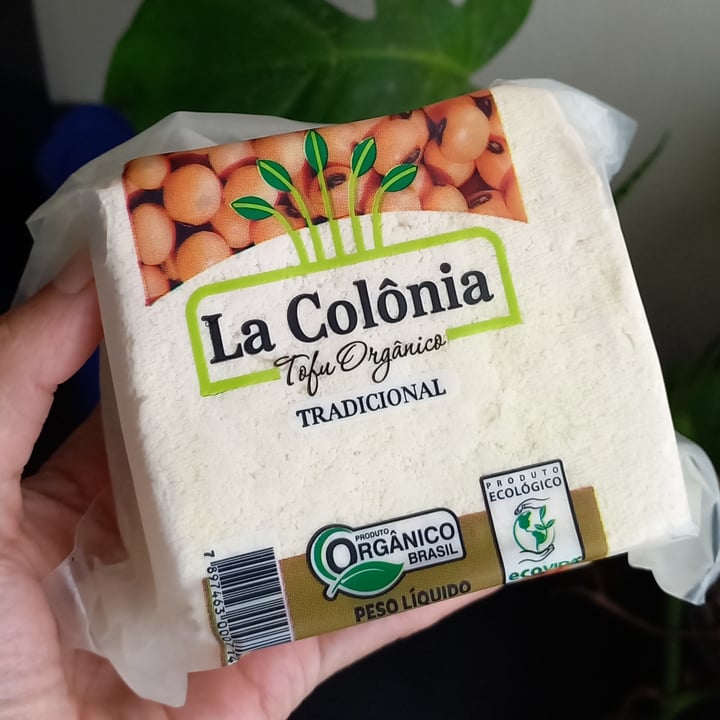 La Colônia
Tofu Orgânico
TRADICIONAL
PRODUTO
ECOLÓGICO
ecovida
PRODUTO
ORGÂNICO
BRASIL
PESO LÍQUIDO